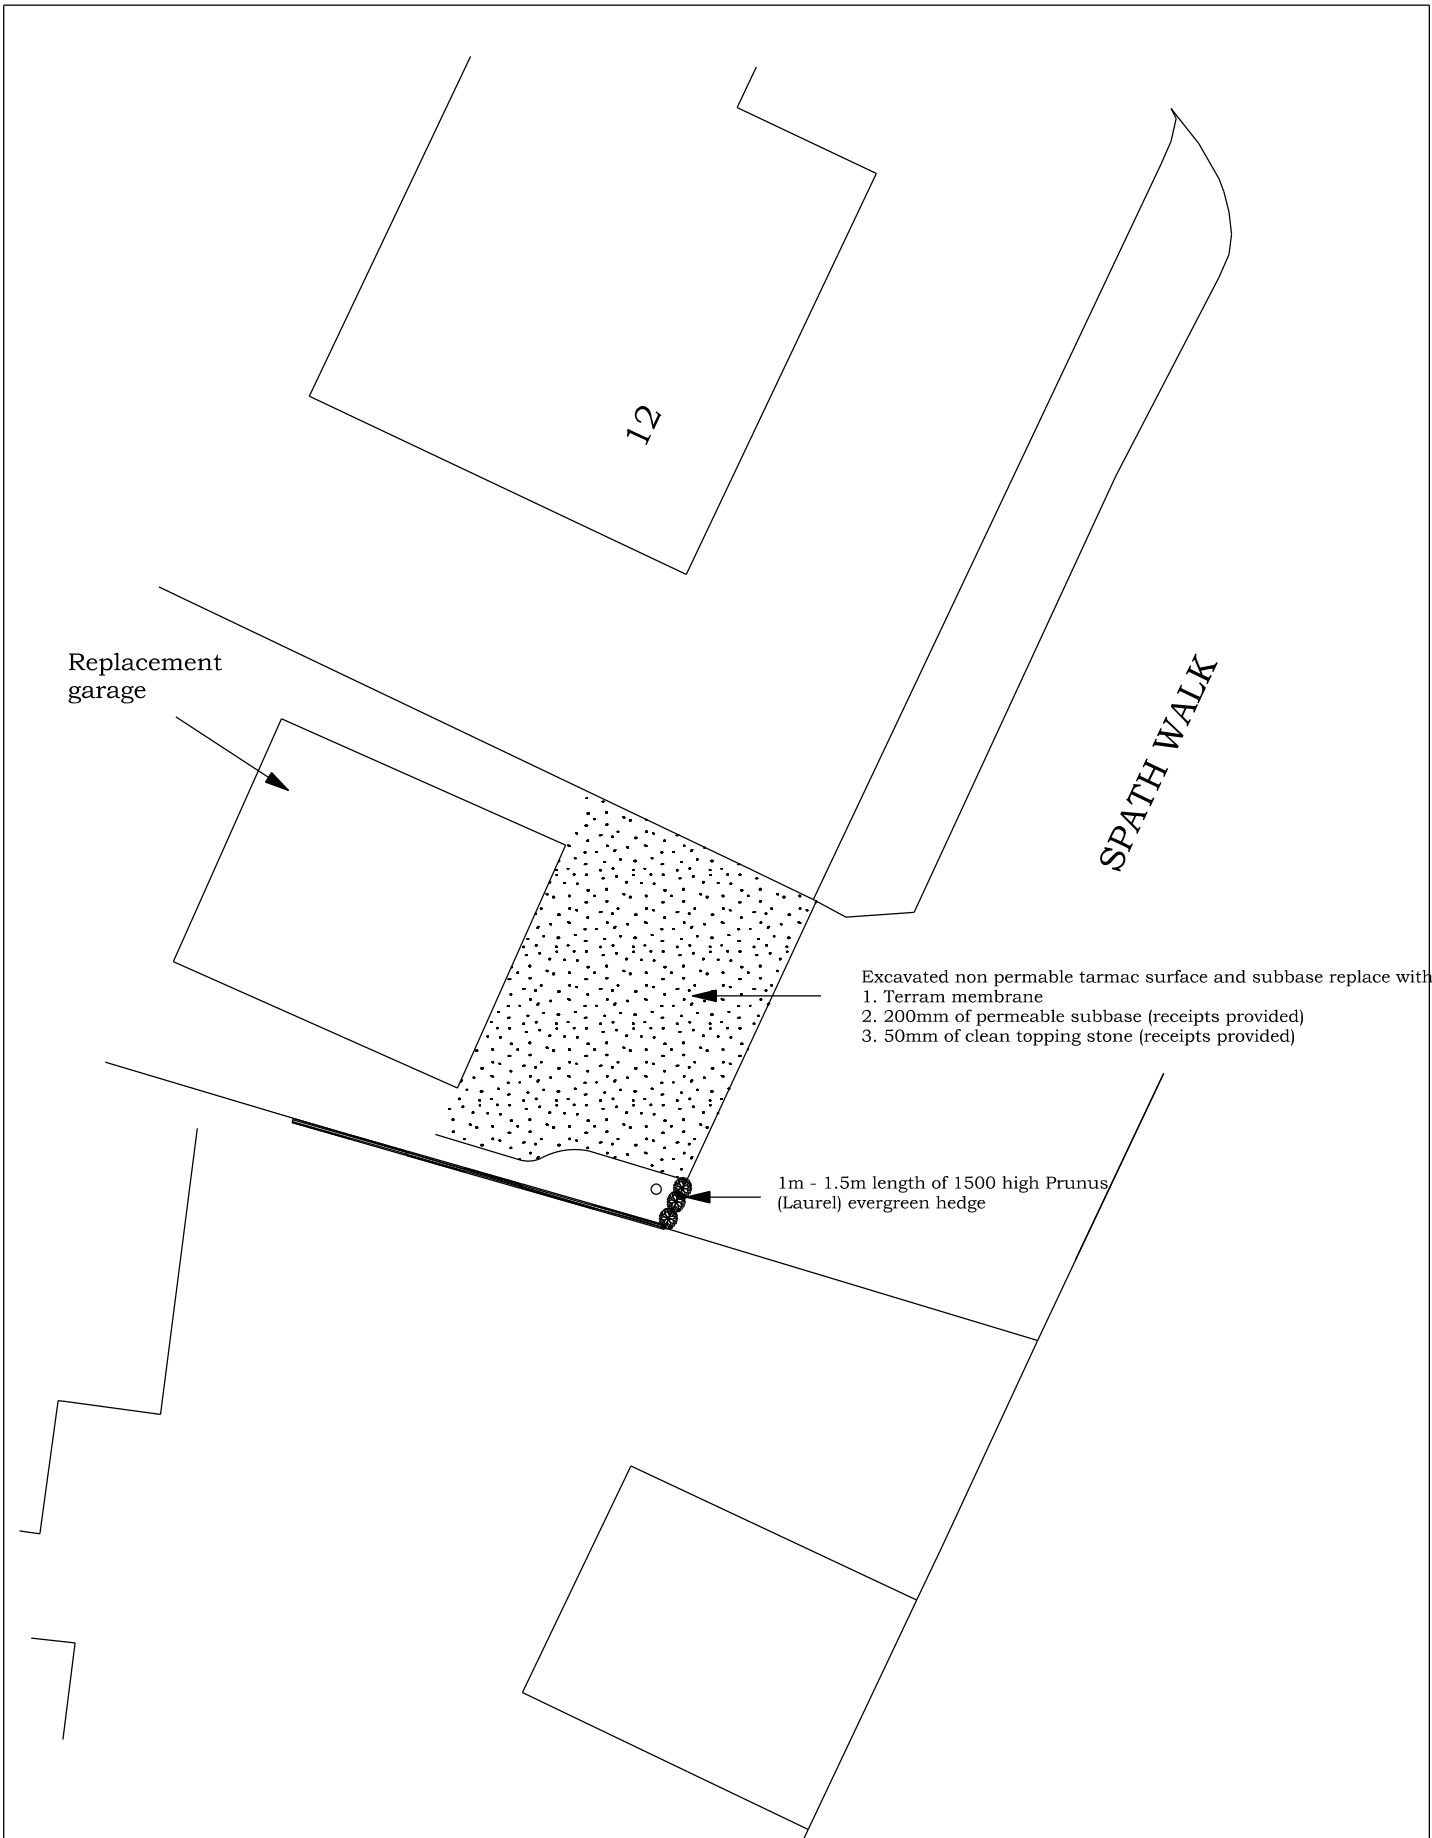 12
Replacement
garage
SPATH WALK
Excavated non permable tarmac surface and subbase replace with
1. Terram membrane
2. 200mm of permeable subbase (receipts provided)
3. 50mm of clean topping stone (receipts provided)
1m - 1.5m length of 1500 high Prunus
(Laurel) evergreen hedge